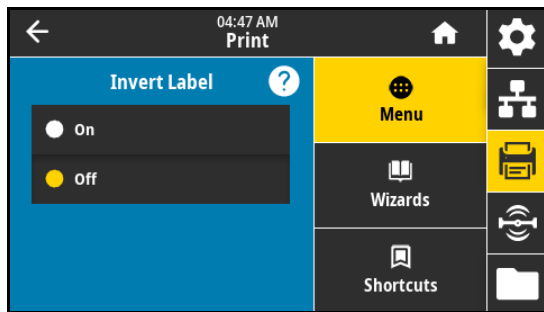 04:47 AM
Print
Invert Label ?
On
Off
Menu
Wizards
Shortcuts